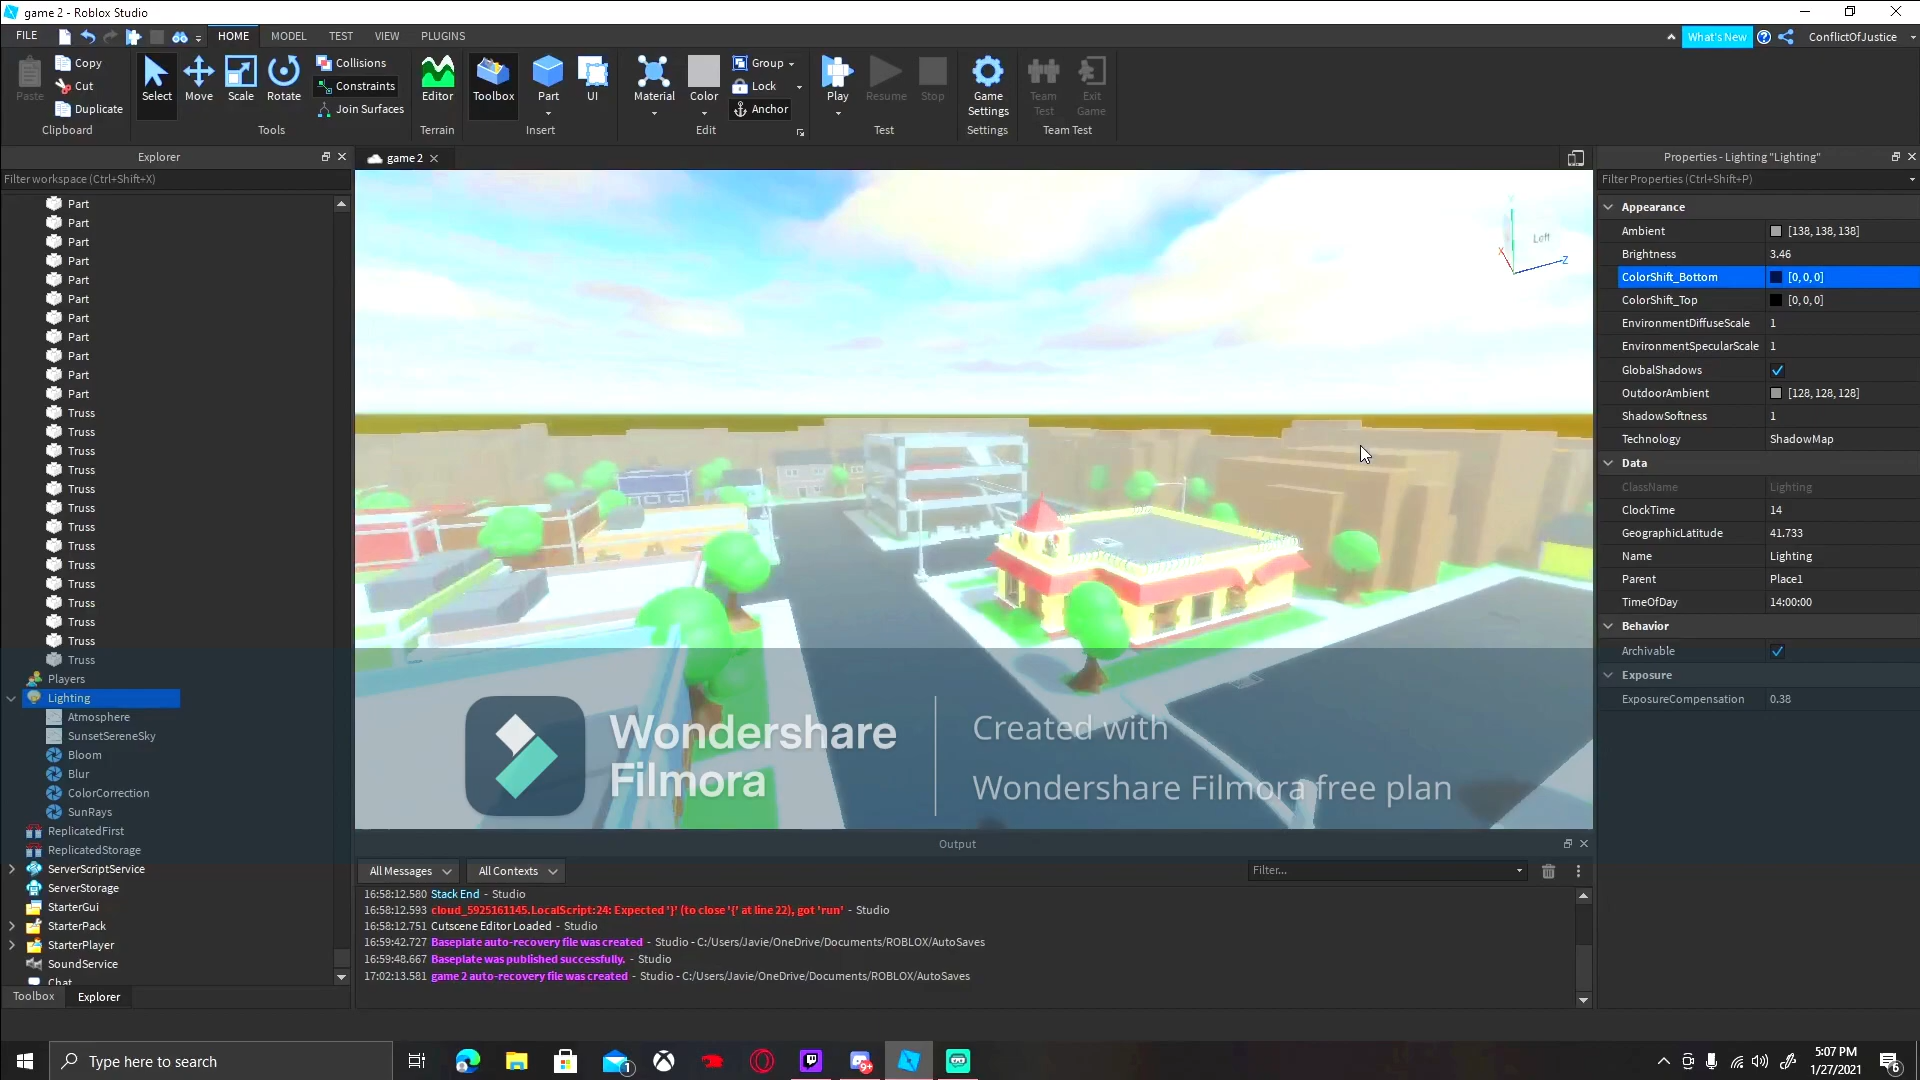 game 2 - Roblox Studio
FILE
HOME
MODEL
TEST
VIEW
PLUGINS
What's New
ConflictOfJustice
Paste
Copy
Cut
Duplicate
Clipboard
Select
Move
Scale
Rotate
Collisions
Constraints
Join Surfaces
Tools
Editor
Terrain
Toolbox
Part
UI
Insert
Material
Color
Group
Lock
Anchor
Edit
Play
Resume
Stop
Test
Game
Settings
Settings
Team
Test
Exit
Game
Team Test
Explorer
Filter workspace (Ctrl+Shift+X)
Part
Part
Part
Part
Part
Part
Part
Part
Part
Part
Part
Truss
Truss
Truss
Truss
Truss
Truss
Truss
Truss
Truss
Truss
Truss
Truss
Truss
Truss
Players
Lighting
Atmosphere
SunsetSereneSky
Bloom
Blur
ColorCorrection
SunRays
ReplicatedFirst
ReplicatedStorage
ServerScriptService
ServerStorage
StarterGui
StarterPack
StarterPlayer
SoundService
Chat
Toolbox
Explorer
game 2
Left
X
Z
Wondershare
Filmora
Created with
Wondershare Filmora free plan
Output
All Messages
All Contexts
Filter...
16:58:12.580 Stack End - Studio
16:58:12.593 cloud_5925161145.LocalScript:24: Expected '}' (to close '{' at line 22), got 'run' - Studio
16:58:12.751 Cutscene Editor Loaded - Studio
16:59:42.727 Baseplate auto-recovery file was created - Studio - C:/Users/Javie/OneDrive/Documents/ROBLOX/AutoSaves
16:59:48.667 Baseplate was published successfully. - Studio
17:02:13.581 game 2 auto-recovery file was created - Studio - C:/Users/Javie/OneDrive/Documents/ROBLOX/AutoSaves
Properties - Lighting "Lighting"
Filter Properties (Ctrl+Shift+P)
Appearance
Ambient [138, 138, 138]
Brightness 3.46
ColorShift_Bottom [0, 0, 0]
ColorShift_Top [0, 0, 0]
EnvironmentDiffuseScale 1
EnvironmentSpecularScale 1
GlobalShadows
OutdoorAmbient [128, 128, 128]
ShadowSoftness 1
Technology ShadowMap
Data
ClassName Lighting
ClockTime 14
GeographicLatitude 41.733
Name Lighting
Parent Place1
TimeOfDay 14:00:00
Behavior
Archivable
Exposure
ExposureCompensation 0.38
Type here to search
1
9+
5:07 PM
1/27/2021
6